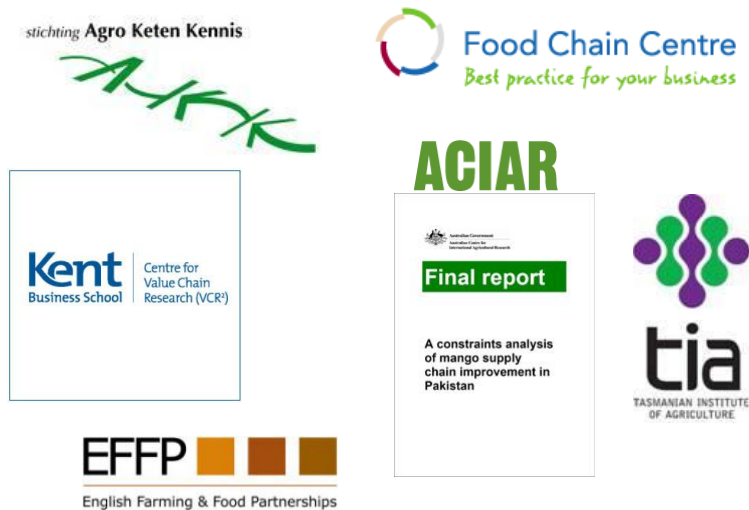 stichting Agro Keten Kennis
AKK
Food Chain Centre
Best practice for your business
ACIAR
Australian Government
Australian Centre for
International Agricultural Research
Final report
A constraints analysis
of mango supply
chain improvement in
Pakistan
Kent
Business School
Centre for
Value Chain
Research (VCR²)
tia
TASMANIAN INSTITUTE
OF AGRICULTURE
EFFP
English Farming & Food Partnerships